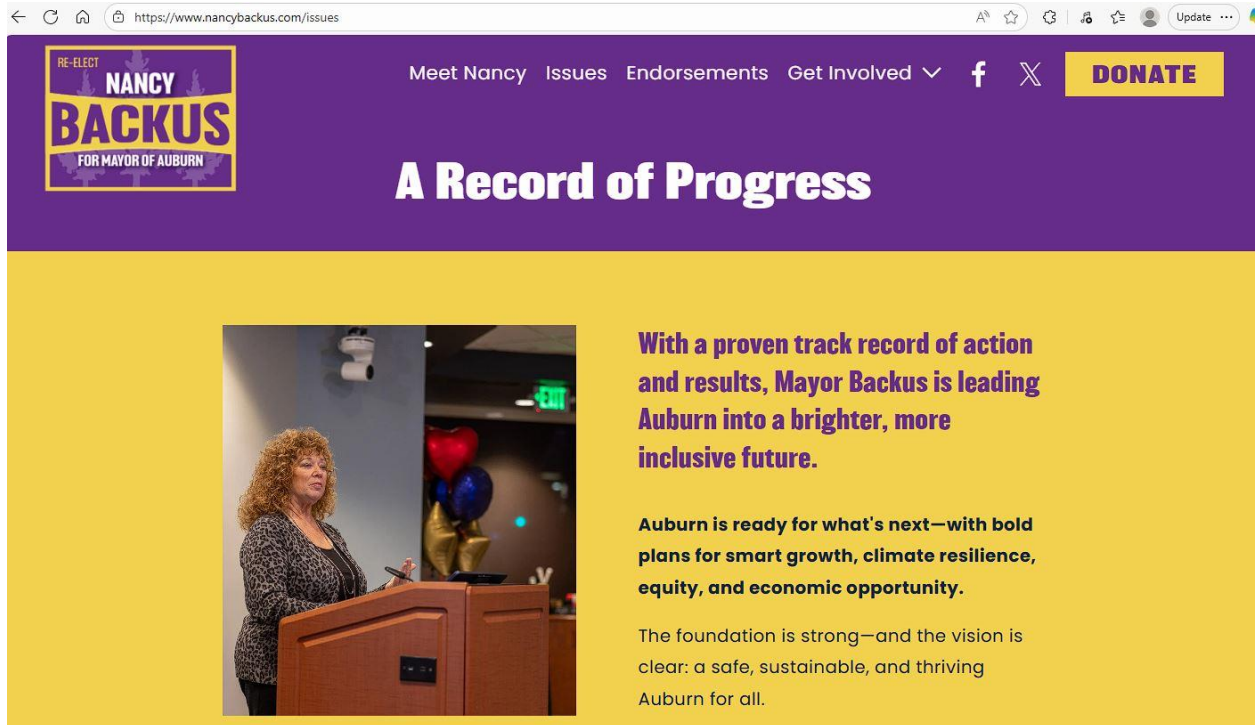 https://www.nancybackus.com/issues
Update
RE-ELECT
NANCY
BACKUS
FOR MAYOR OF AUBURN
Meet Nancy Issues Endorsements Get Involved
DONATE
A Record of Progress
EXIT
With a proven track record of action
and results, Mayor Backus is leading
Auburn into a brighter, more
inclusive future.
Auburn is ready for what's next—with bold
plans for smart growth, climate resilience,
equity, and economic opportunity.
The foundation is strong—and the vision is
clear: a safe, sustainable, and thriving
Auburn for all.